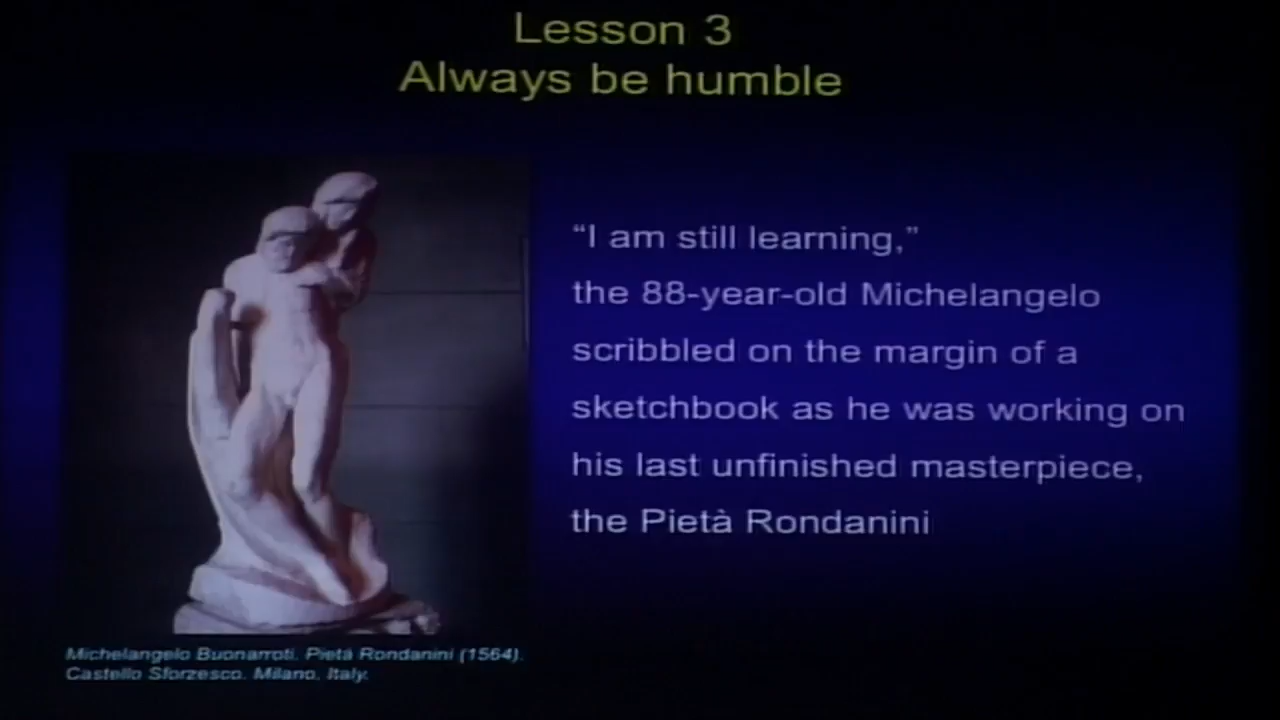 Lesson 3
Always be humble
“I am still learning,”
the 88-year-old Michelangelo
scribbled on the margin of a
sketchbook as he was working on
his last unfinished masterpiece,
the Pietà Rondanini
Michelangelo Buonarroti. Pietà Rondanini (1564).
Castello Sforzesco. Milano, Italy.